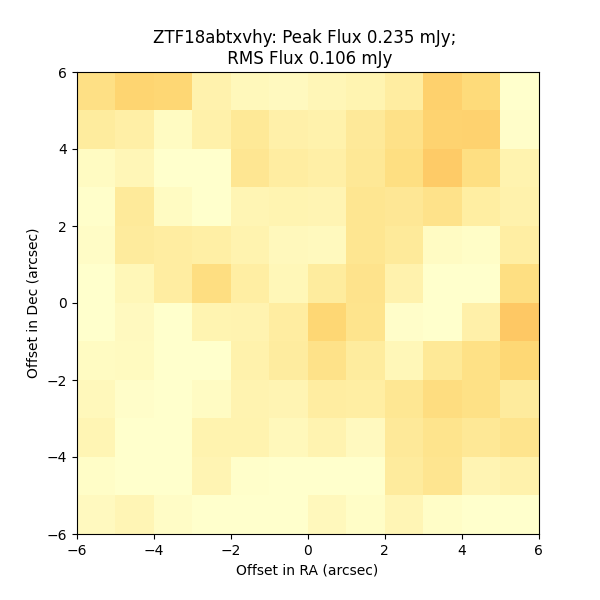 ZTF18abtxvhy: Peak Flux 0.235 mJy;
RMS Flux 0.106 mJy
6
4
2
0
−2
−4
−6
Offset in Dec (arcsec)
−6 −4 −2 0 2 4 6
Offset in RA (arcsec)